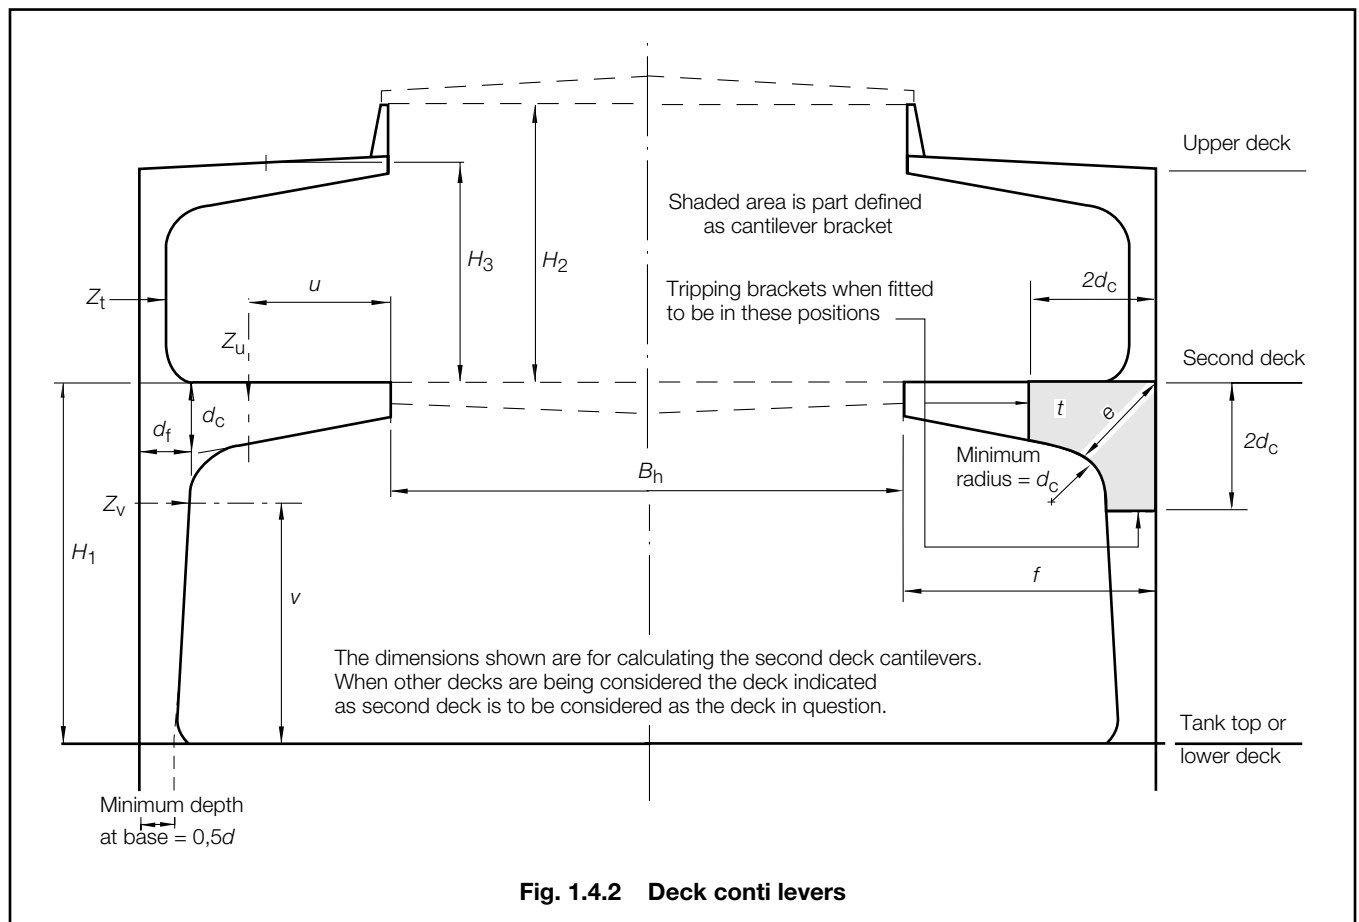 Upper deck
Shaded area is part defined
as cantilever bracket
H3
H2
Tripping brackets when fitted
to be in these positions
2dc
Zt
u
Zu
Second deck
dc
df
t
e
2dc
Minimum
radius = dc
Bh
Zv
H1
f
v
The dimensions shown are for calculating the second deck cantilevers.
When other decks are being considered the deck indicated
as second deck is to be considered as the deck in question.
Tank top or
lower deck
Minimum depth
at base = 0,5d
Fig. 1.4.2 Deck conti levers